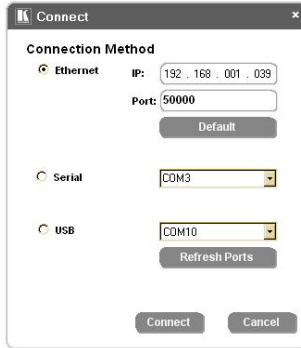 K Connect ×
Connection Method
Ethernet IP: 192 . 168 . 001 . 039
Port: 50000
Default
Serial COM3
USB COM10
Refresh Ports
Connect Cancel